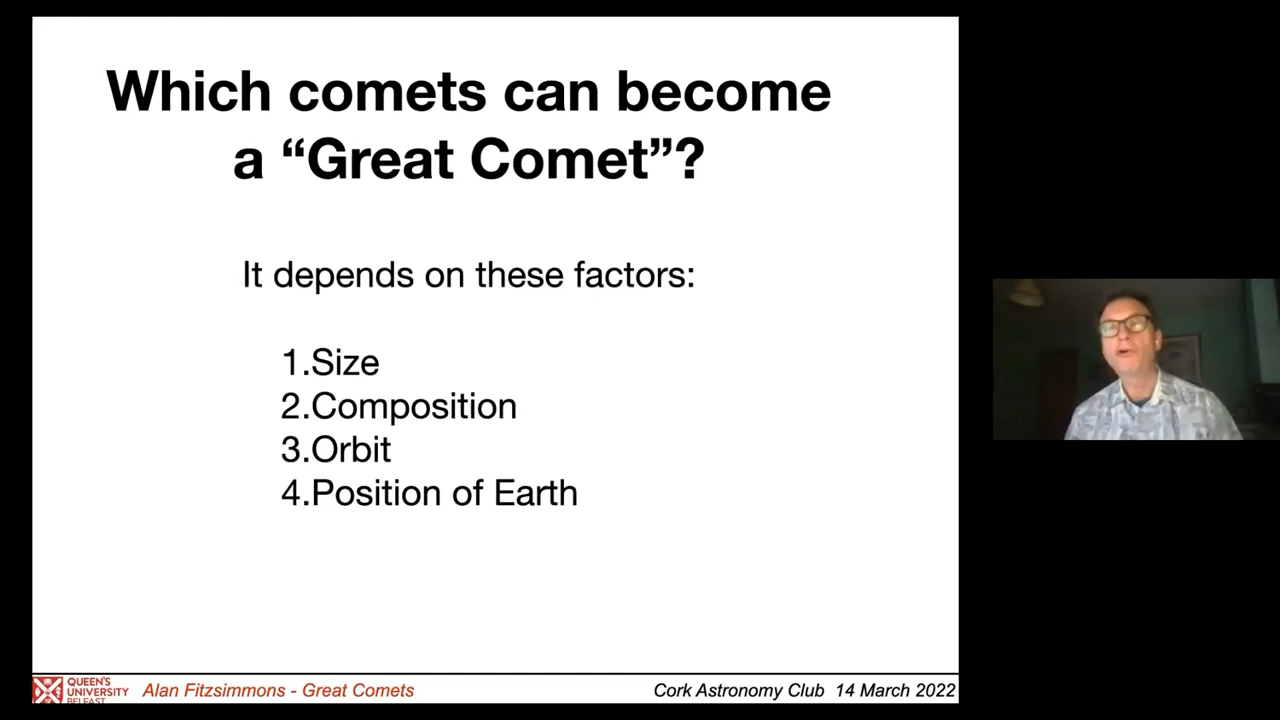 Which comets can become
a “Great Comet”?
It depends on these factors:
1.Size
2.Composition
3.Orbit
4.Position of Earth
QUEEN'S
UNIVERSITY
BELFAST
Alan Fitzsimmons - Great Comets
Cork Astronomy Club 14 March 2022